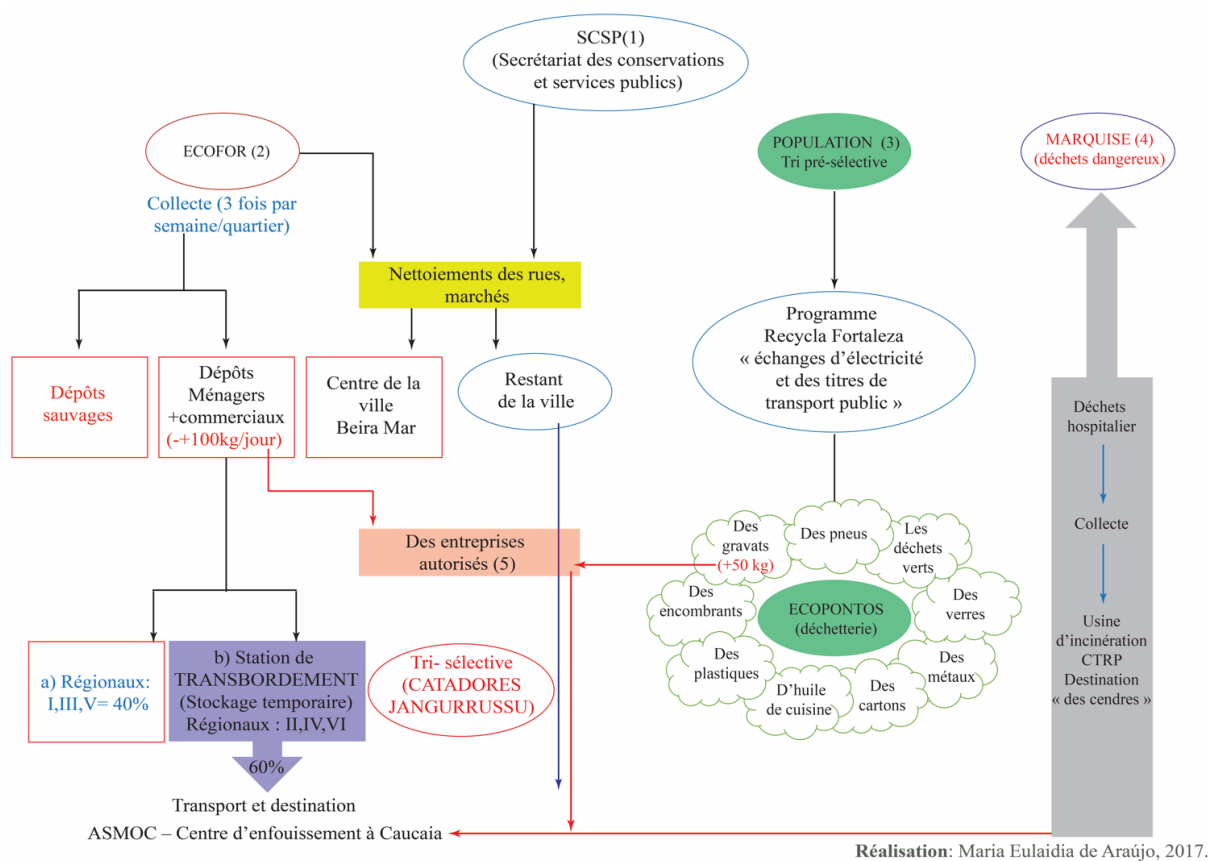 SCSP(1)
(Secrétariat des conservations
et services publics)
ECOFOR (2)
Collecte (3 fois par
semaine/quartier)
POPULATION (3)
Tri pré-sélective
MARQUISE (4)
(déchets dangereux)
Nettoiements des rues,
marchés
Dépôts
sauvages
Dépôts
Ménagers
+commerciaux
(-+100kg/jour)
Centre de la
ville
Beira Mar
Restant
de la ville
Programme
Recycla Fortaleza
« échanges d’électricité
et des titres de
transport public »
Déchets
hospitalier
Collecte
Usine
d’incinération
CTRP
Destination
« des cendres »
Des entreprises
autorisés (5)
Des
gravats
(+50 kg)
Des pneus
Les
déchets
verts
Des
verres
Des
métaux
Des
cartons
D’huile
de cuisine
Des
plastiques
Des
encombrants
ECOPONTOS
(déchetterie)
a) Régionaux:
I,III,V= 40%
b) Station de
TRANSBORDEMENT
(Stockage temporaire)
Régionaux : II,IV,VI
60%
Tri- sélective
(CATADORES
JANGURRUSSU)
Transport et destination
ASMOC – Centre d’enfouissement à Caucaia
Réalisation: Maria Eulaidia de Araújo, 2017.